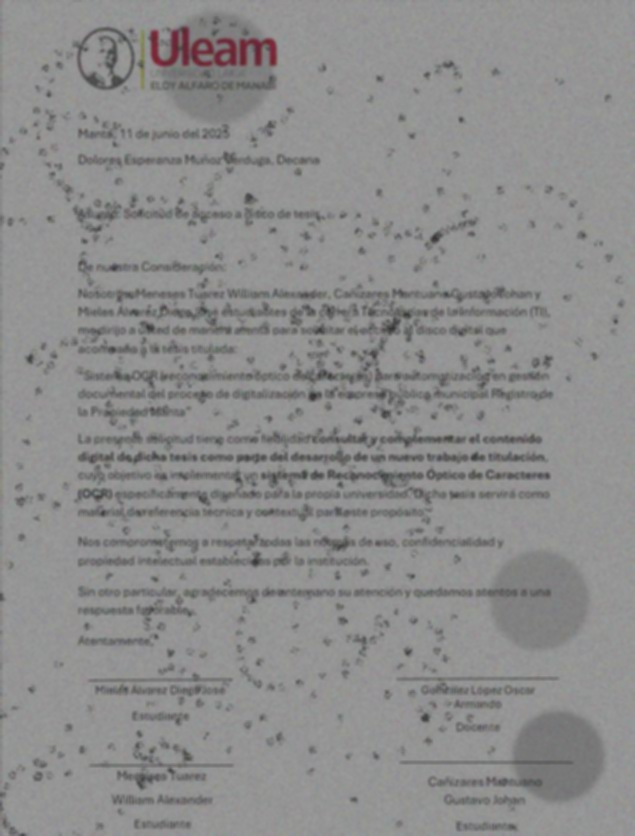 Uleam
UNIVERSIDAD LAICA
ELOY ALFARO DE MANABÍ
Manta, 11 de junio del 2025
Dolores Esperanza Muñoz Verduga, Decana
Asunto: Solicitud de acceso a disco de tesis
De nuestra Consideración:
Nosotros Meneses Tuarez William Alexander, Cañizares Mantuano Gustavo Johan y
Mieles Álvarez Diego José estudiantes de la carrera Tecnologías de la Información (TI),
me dirijo a usted de manera atenta para solicitar el acceso al disco digital que
acompaña a la tesis titulada:
"Sistema OCR (reconocimiento óptico de caracteres) para automatización en gestión
documental del proceso de digitalización de la empresa pública municipal Registro de
la Propiedad Manta"
La presente solicitud tiene como finalidad consultar y complementar el contenido
digital de dicha tesis como parte del desarrollo de un nuevo trabajo de titulación,
cuyo objetivo es implementar un sistema de Reconocimiento Óptico de Caracteres
(OCR) específicamente diseñado para la propia universidad. Dicha tesis servirá como
material de referencia técnica y contextual para este propósito.
Nos comprometemos a respetar todas las normas de uso, confidencialidad y
propiedad intelectual establecidas por la institución.
Sin otro particular, agradecemos de antemano su atención y quedamos atentos a una
respuesta favorable.
Atentamente,
Mieles Álvarez Diego José
Estudiante
González López Oscar
Armando
Docente
Meneses Tuarez
William Alexander
Estudiante
Cañizares Mantuano
Gustavo Johan
Estudiante